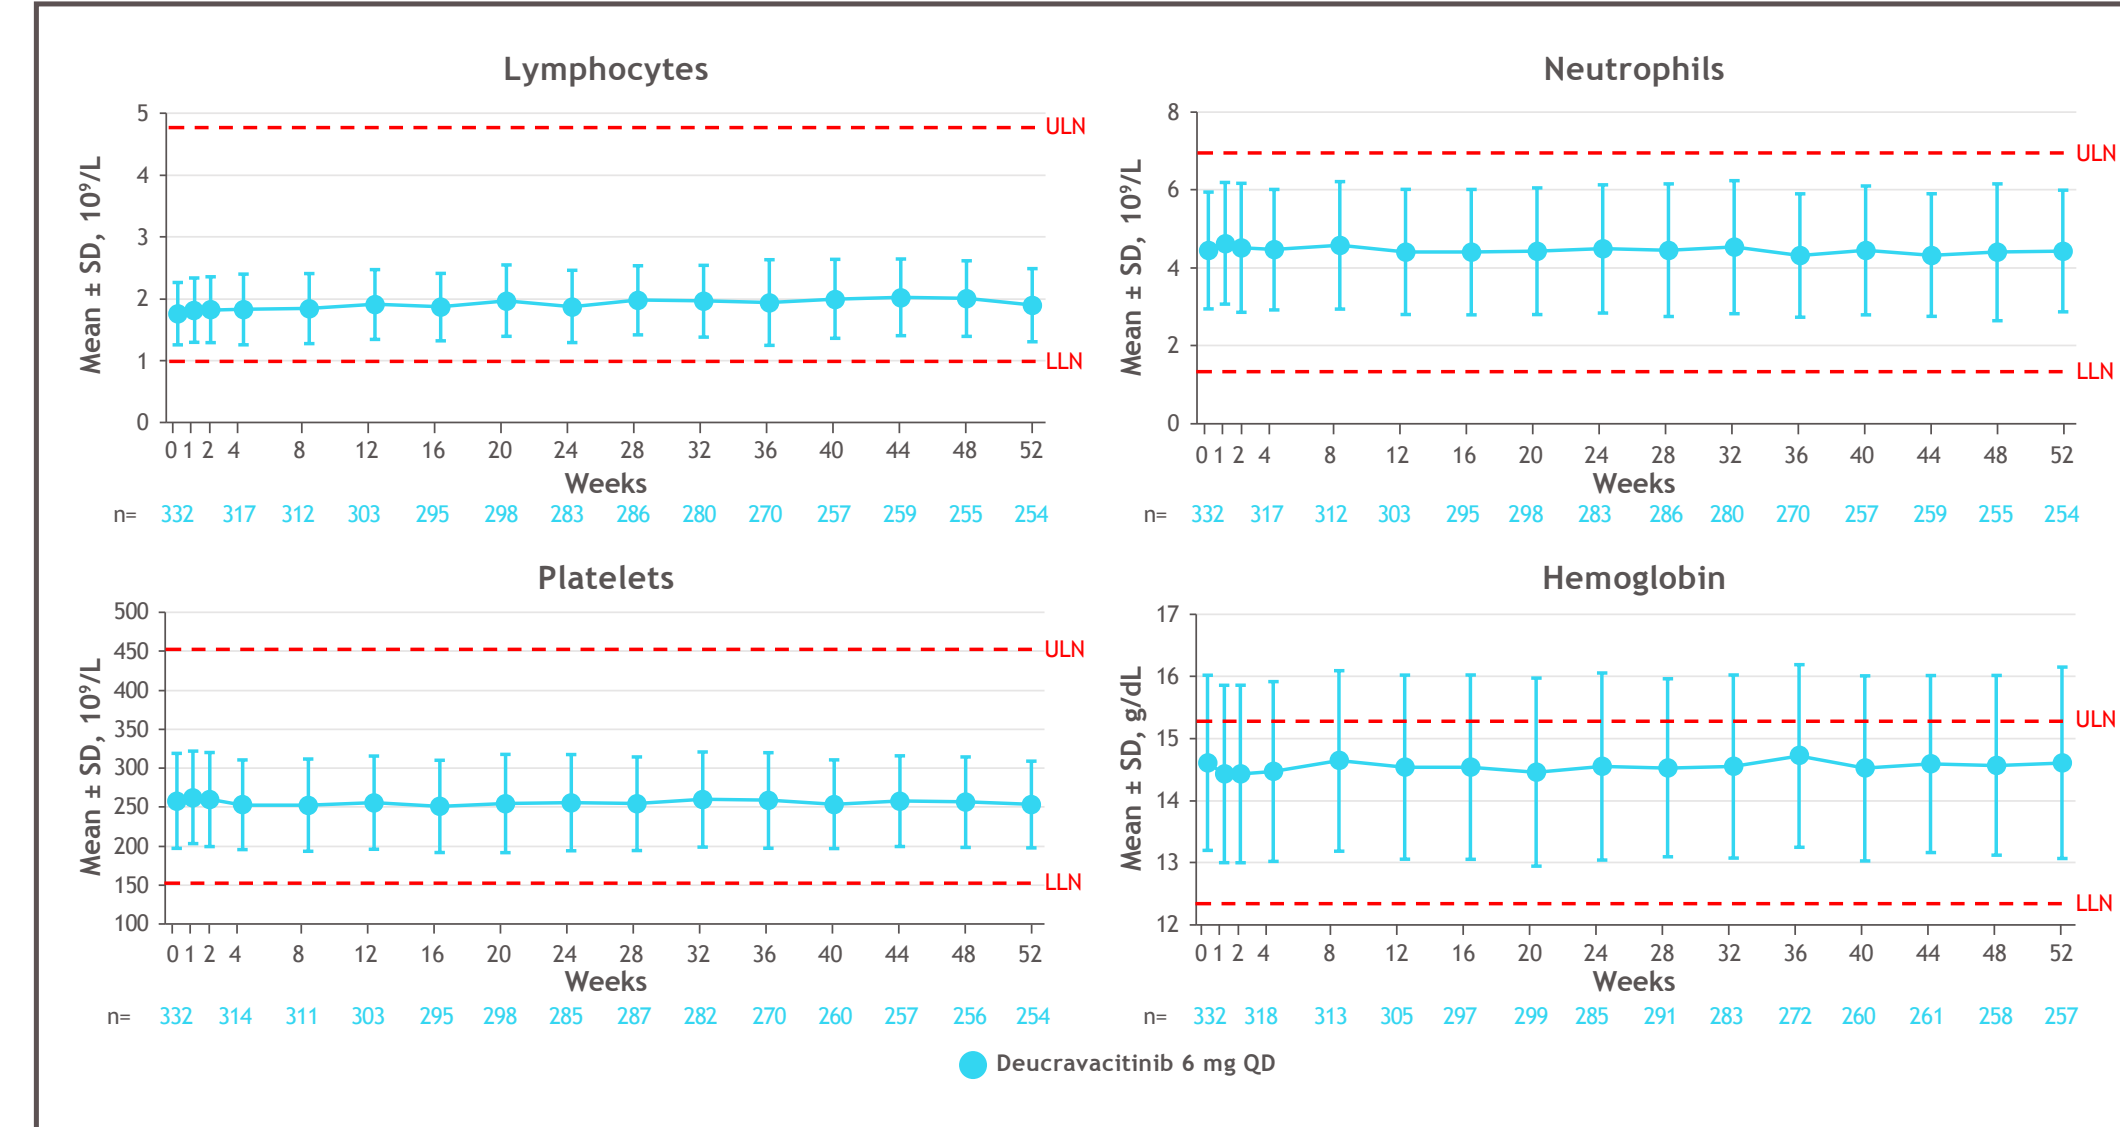 Lymphocytes
Mean ± SD, 10⁹/L
5
4
3
2
1
0
ULN
LLN
0 1 2 4 8 12 16 20 24 28 32 36 40 44 48 52
Weeks
n= 332 317 312 303 295 298 283 286 280 270 257 259 255 254
Neutrophils
Mean ± SD, 10⁹/L
8
6
4
2
0
ULN
LLN
0 1 2 4 8 12 16 20 24 28 32 36 40 44 48 52
Weeks
n= 332 317 312 303 295 298 283 286 280 270 257 259 255 254
Platelets
Mean ± SD, 10⁹/L
500
450
400
350
300
250
200
150
100
ULN
LLN
0 1 2 4 8 12 16 20 24 28 32 36 40 44 48 52
Weeks
n= 332 314 311 303 295 298 285 287 282 270 260 257 256 254
Hemoglobin
Mean ± SD, g/dL
17
16
15
14
13
12
ULN
LLN
0 1 2 4 8 12 16 20 24 28 32 36 40 44 48 52
Weeks
n= 332 318 313 305 297 299 285 291 283 272 260 261 258 257
Deucravacitinib 6 mg QD